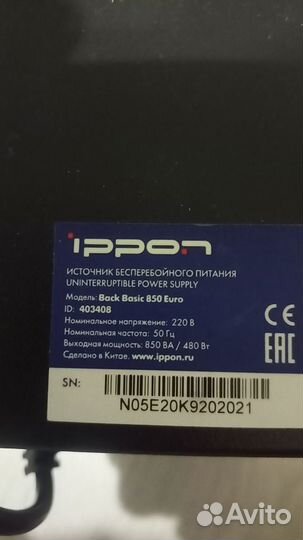 ippon
ИСТОЧНИК БЕСПЕРЕБОЙНОГО ПИТАНИЯ
UNINTERRUPTIBLE POWER SUPPLY
Модель: Back Basic 850 Euro
ID: 403408
Номинальное напряжение: 220 В
Номинальная частота: 50 Гц
Выходная мощность: 850 ВА / 480 Вт
Сделано в Китае. www.ippon.ru
CE
EAC
SN:
N05E20K9202021
Avito